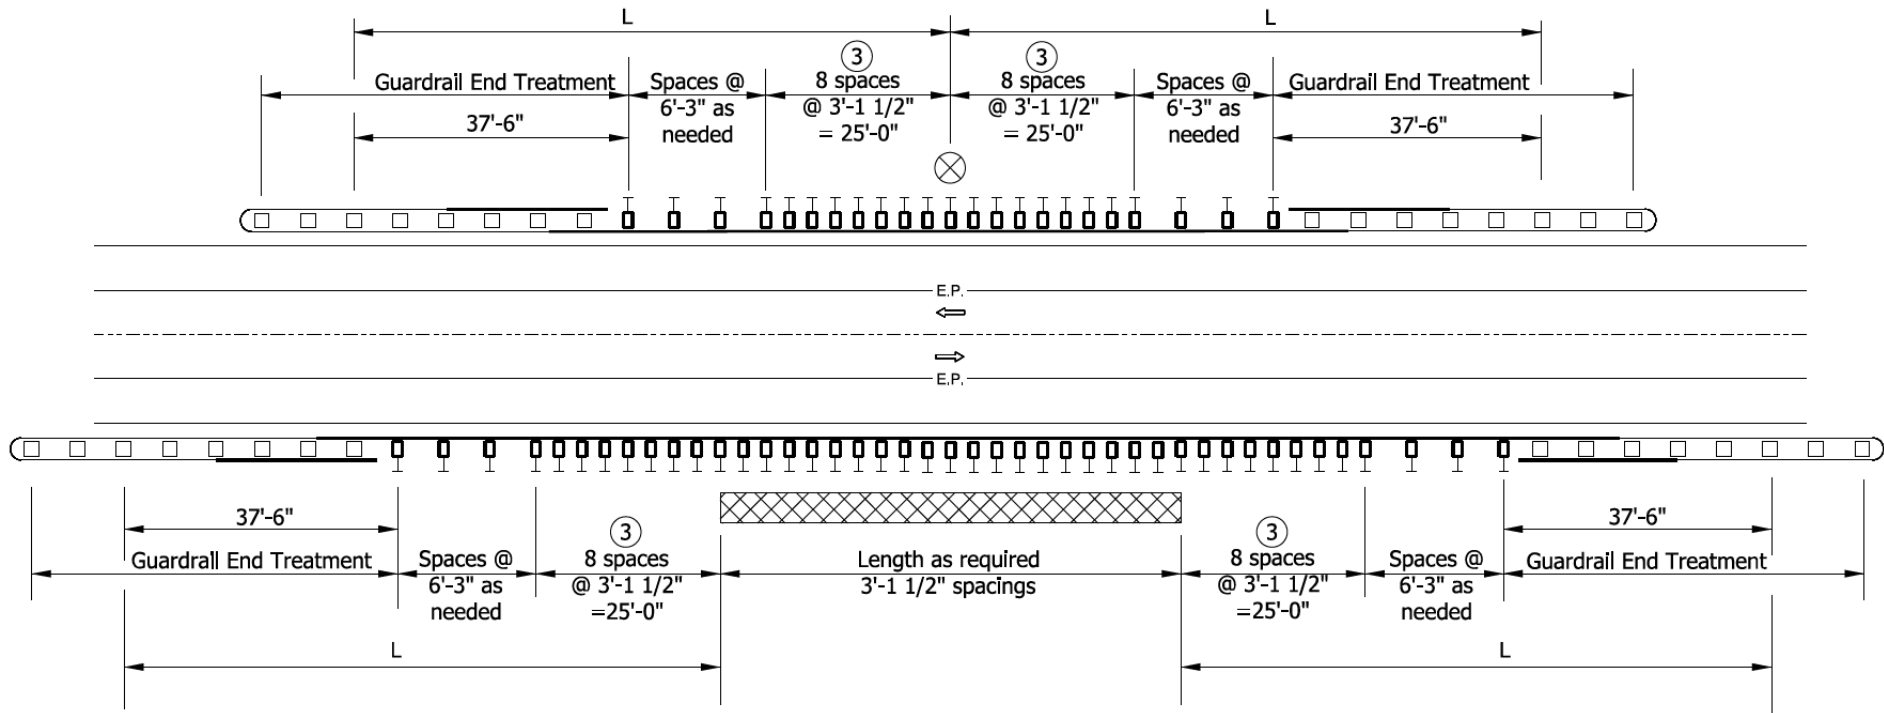 L
L
3
3
Guardrail End Treatment
Spaces @
6'-3" as
needed
8 spaces
@ 3'-1 1/2"
= 25'-0"
8 spaces
@ 3'-1 1/2"
= 25'-0"
Spaces @
6'-3" as
needed
Guardrail End Treatment
37'-6"
37'-6"
E.P.
E.P.
37'-6"
3
3
37'-6"
Guardrail End Treatment
Spaces @
6'-3" as
needed
8 spaces
@ 3'-1 1/2"
=25'-0"
Length as required
3'-1 1/2" spacings
8 spaces
@ 3'-1 1/2"
=25'-0"
Spaces @
6'-3" as
needed
Guardrail End Treatment
L
L